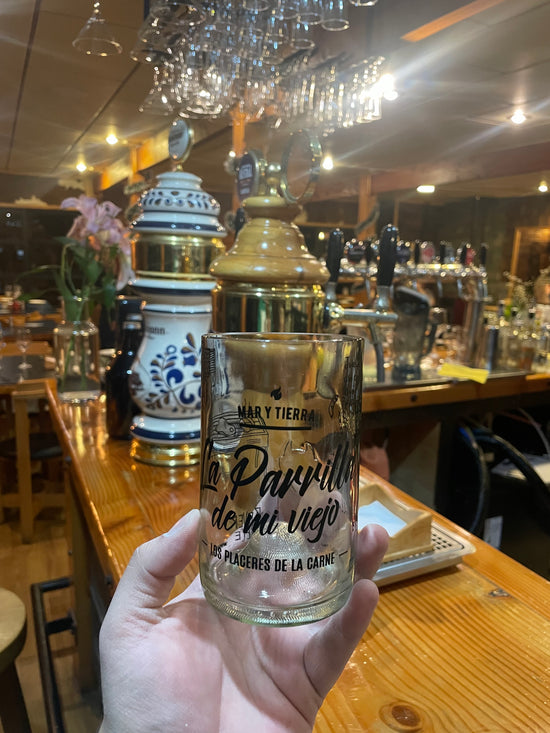 MAR Y TIERRA
La Parrilla
de mi viejo
LOS PLACERES DE LA CARNE